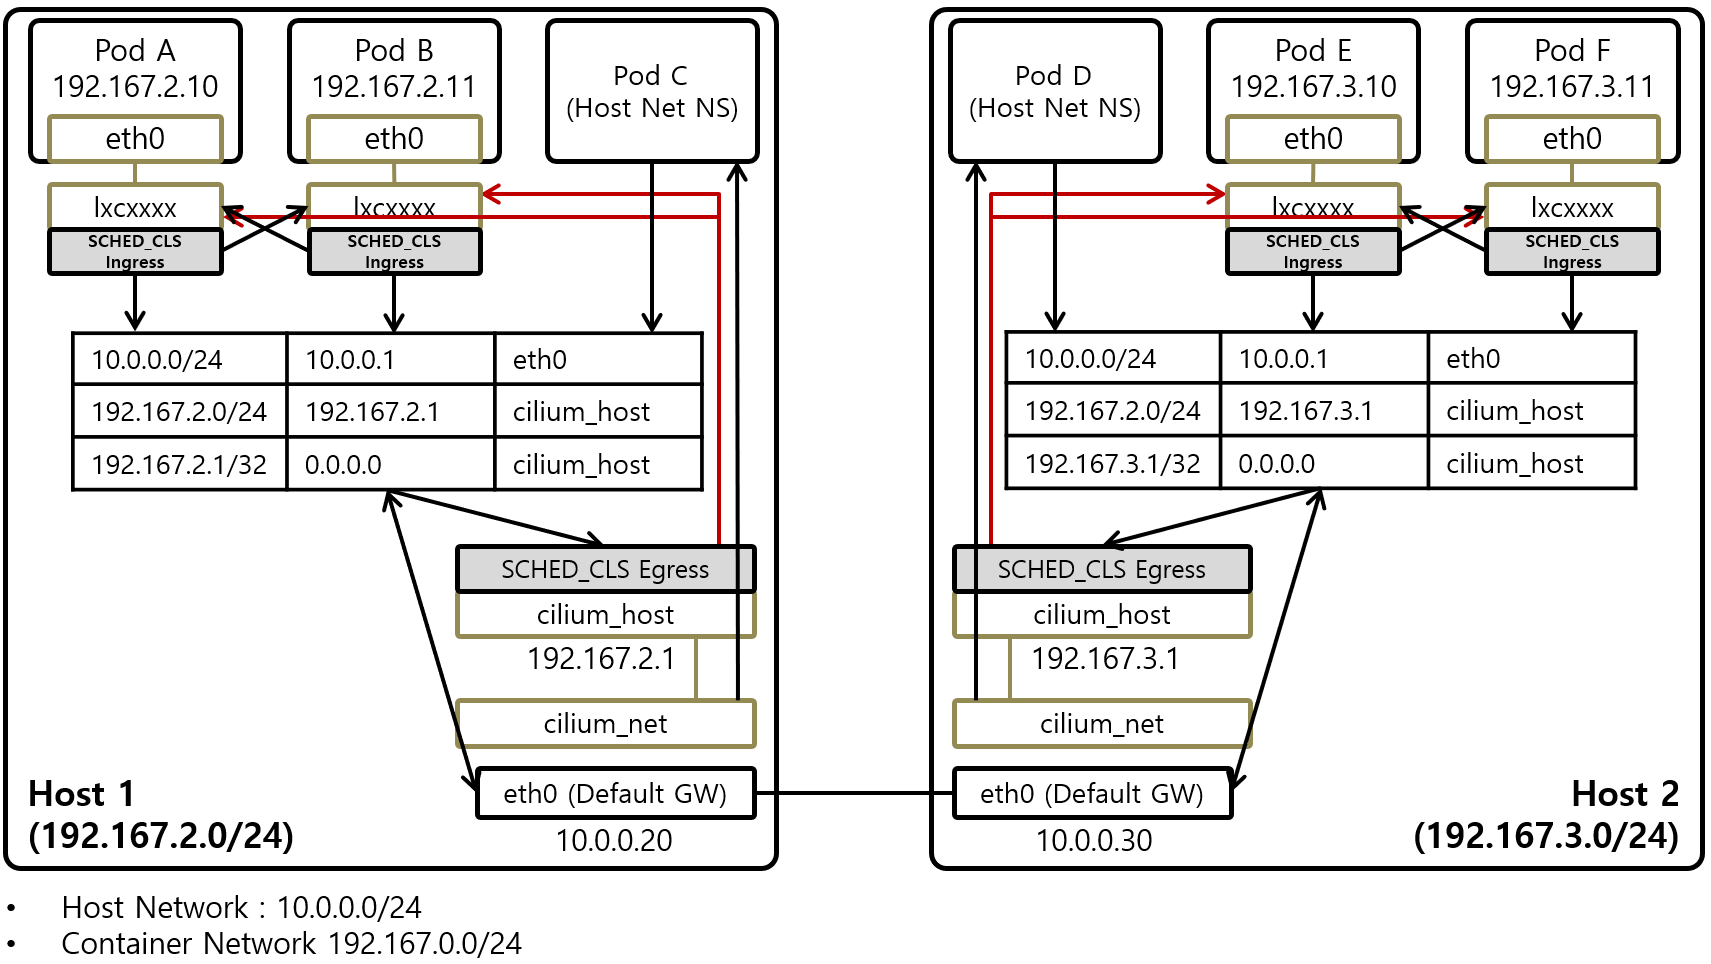 Pod A
192.167.2.10
eth0
lxcxxxx
SCHED_CLS
Ingress
Pod B
192.167.2.11
eth0
lxcxxxx
SCHED_CLS
Ingress
Pod C
(Host Net NS)
10.0.0.0/24 10.0.0.1 eth0
192.167.2.0/24 192.167.2.1 cilium_host
192.167.2.1/32 0.0.0.0 cilium_host
SCHED_CLS Egress
cilium_host
192.167.2.1
cilium_net
eth0 (Default GW)
10.0.0.20
Host 1
(192.167.2.0/24)
Pod D
(Host Net NS)
Pod E
192.167.3.10
eth0
lxcxxxx
SCHED_CLS
Ingress
Pod F
192.167.3.11
eth0
lxcxxxx
SCHED_CLS
Ingress
10.0.0.0/24 10.0.0.1 eth0
192.167.2.0/24 192.167.3.1 cilium_host
192.167.3.1/32 0.0.0.0 cilium_host
SCHED_CLS Egress
cilium_host
192.167.3.1
cilium_net
eth0 (Default GW)
10.0.0.30
Host 2
(192.167.3.0/24)
• Host Network : 10.0.0.0/24
• Container Network 192.167.0.0/24